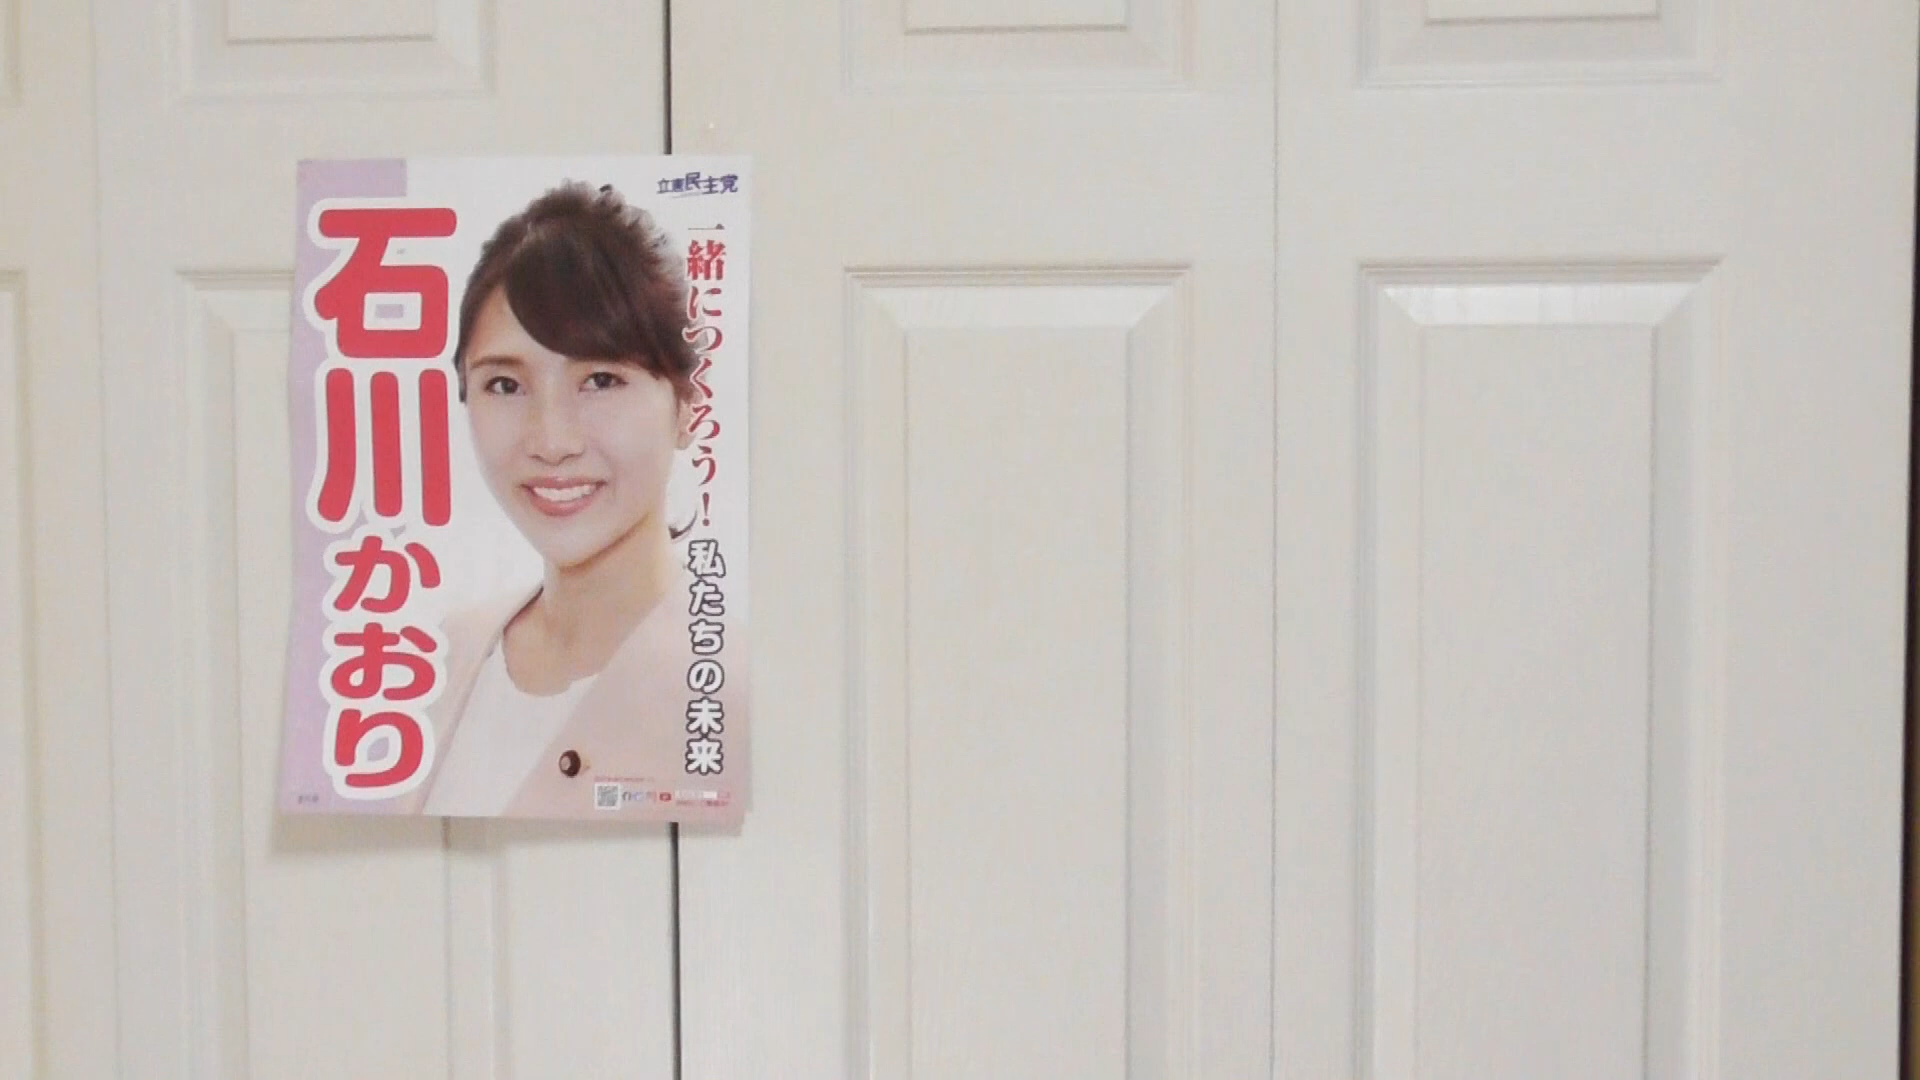 立憲民主党
一緒につくろう！私たちの未来
石川かおり